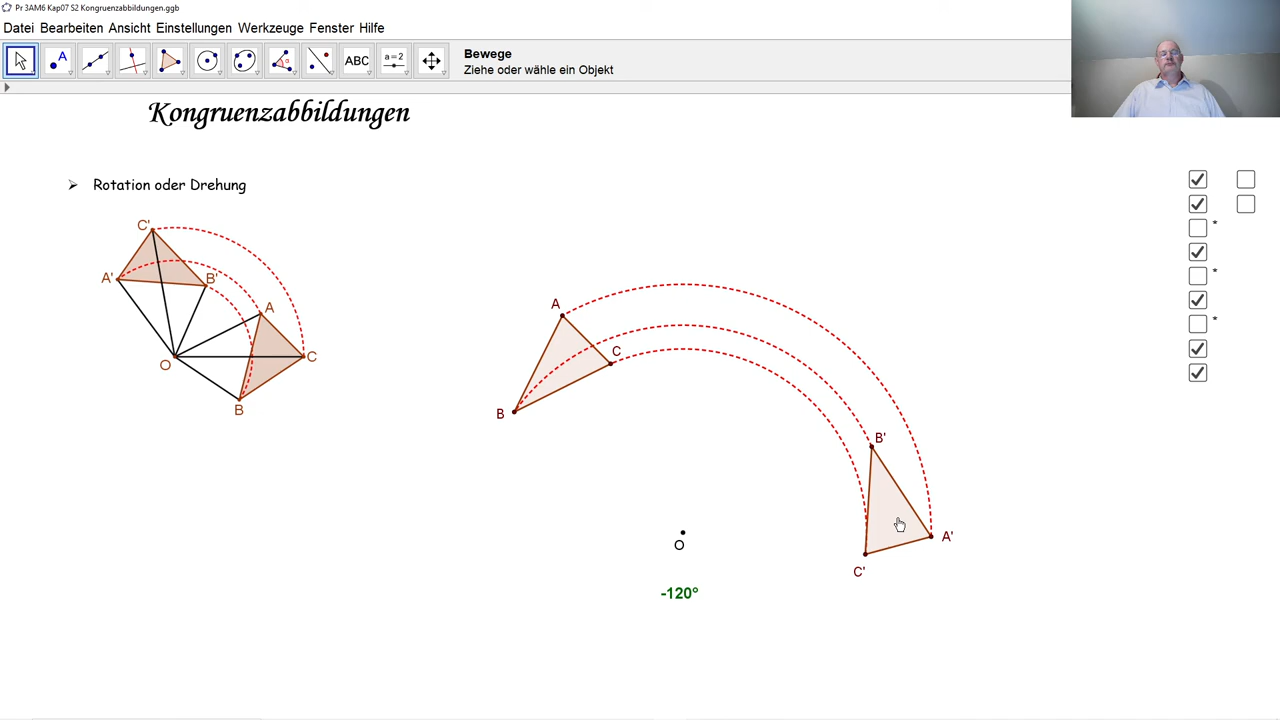 Pr 3AM6 Kap07 S2 Kongruenzabbildungen.ggb
Datei Bearbeiten Ansicht Einstellungen Werkzeuge Fenster Hilfe
A
ABC
a=2
Bewege
Ziehe oder wähle ein Objekt
Kongruenzabbildungen
➢ Rotation oder Drehung
C'
A'
B'
A
O
C
B
A
C
B
B'
A'
O
C'
-120°
*
*
*